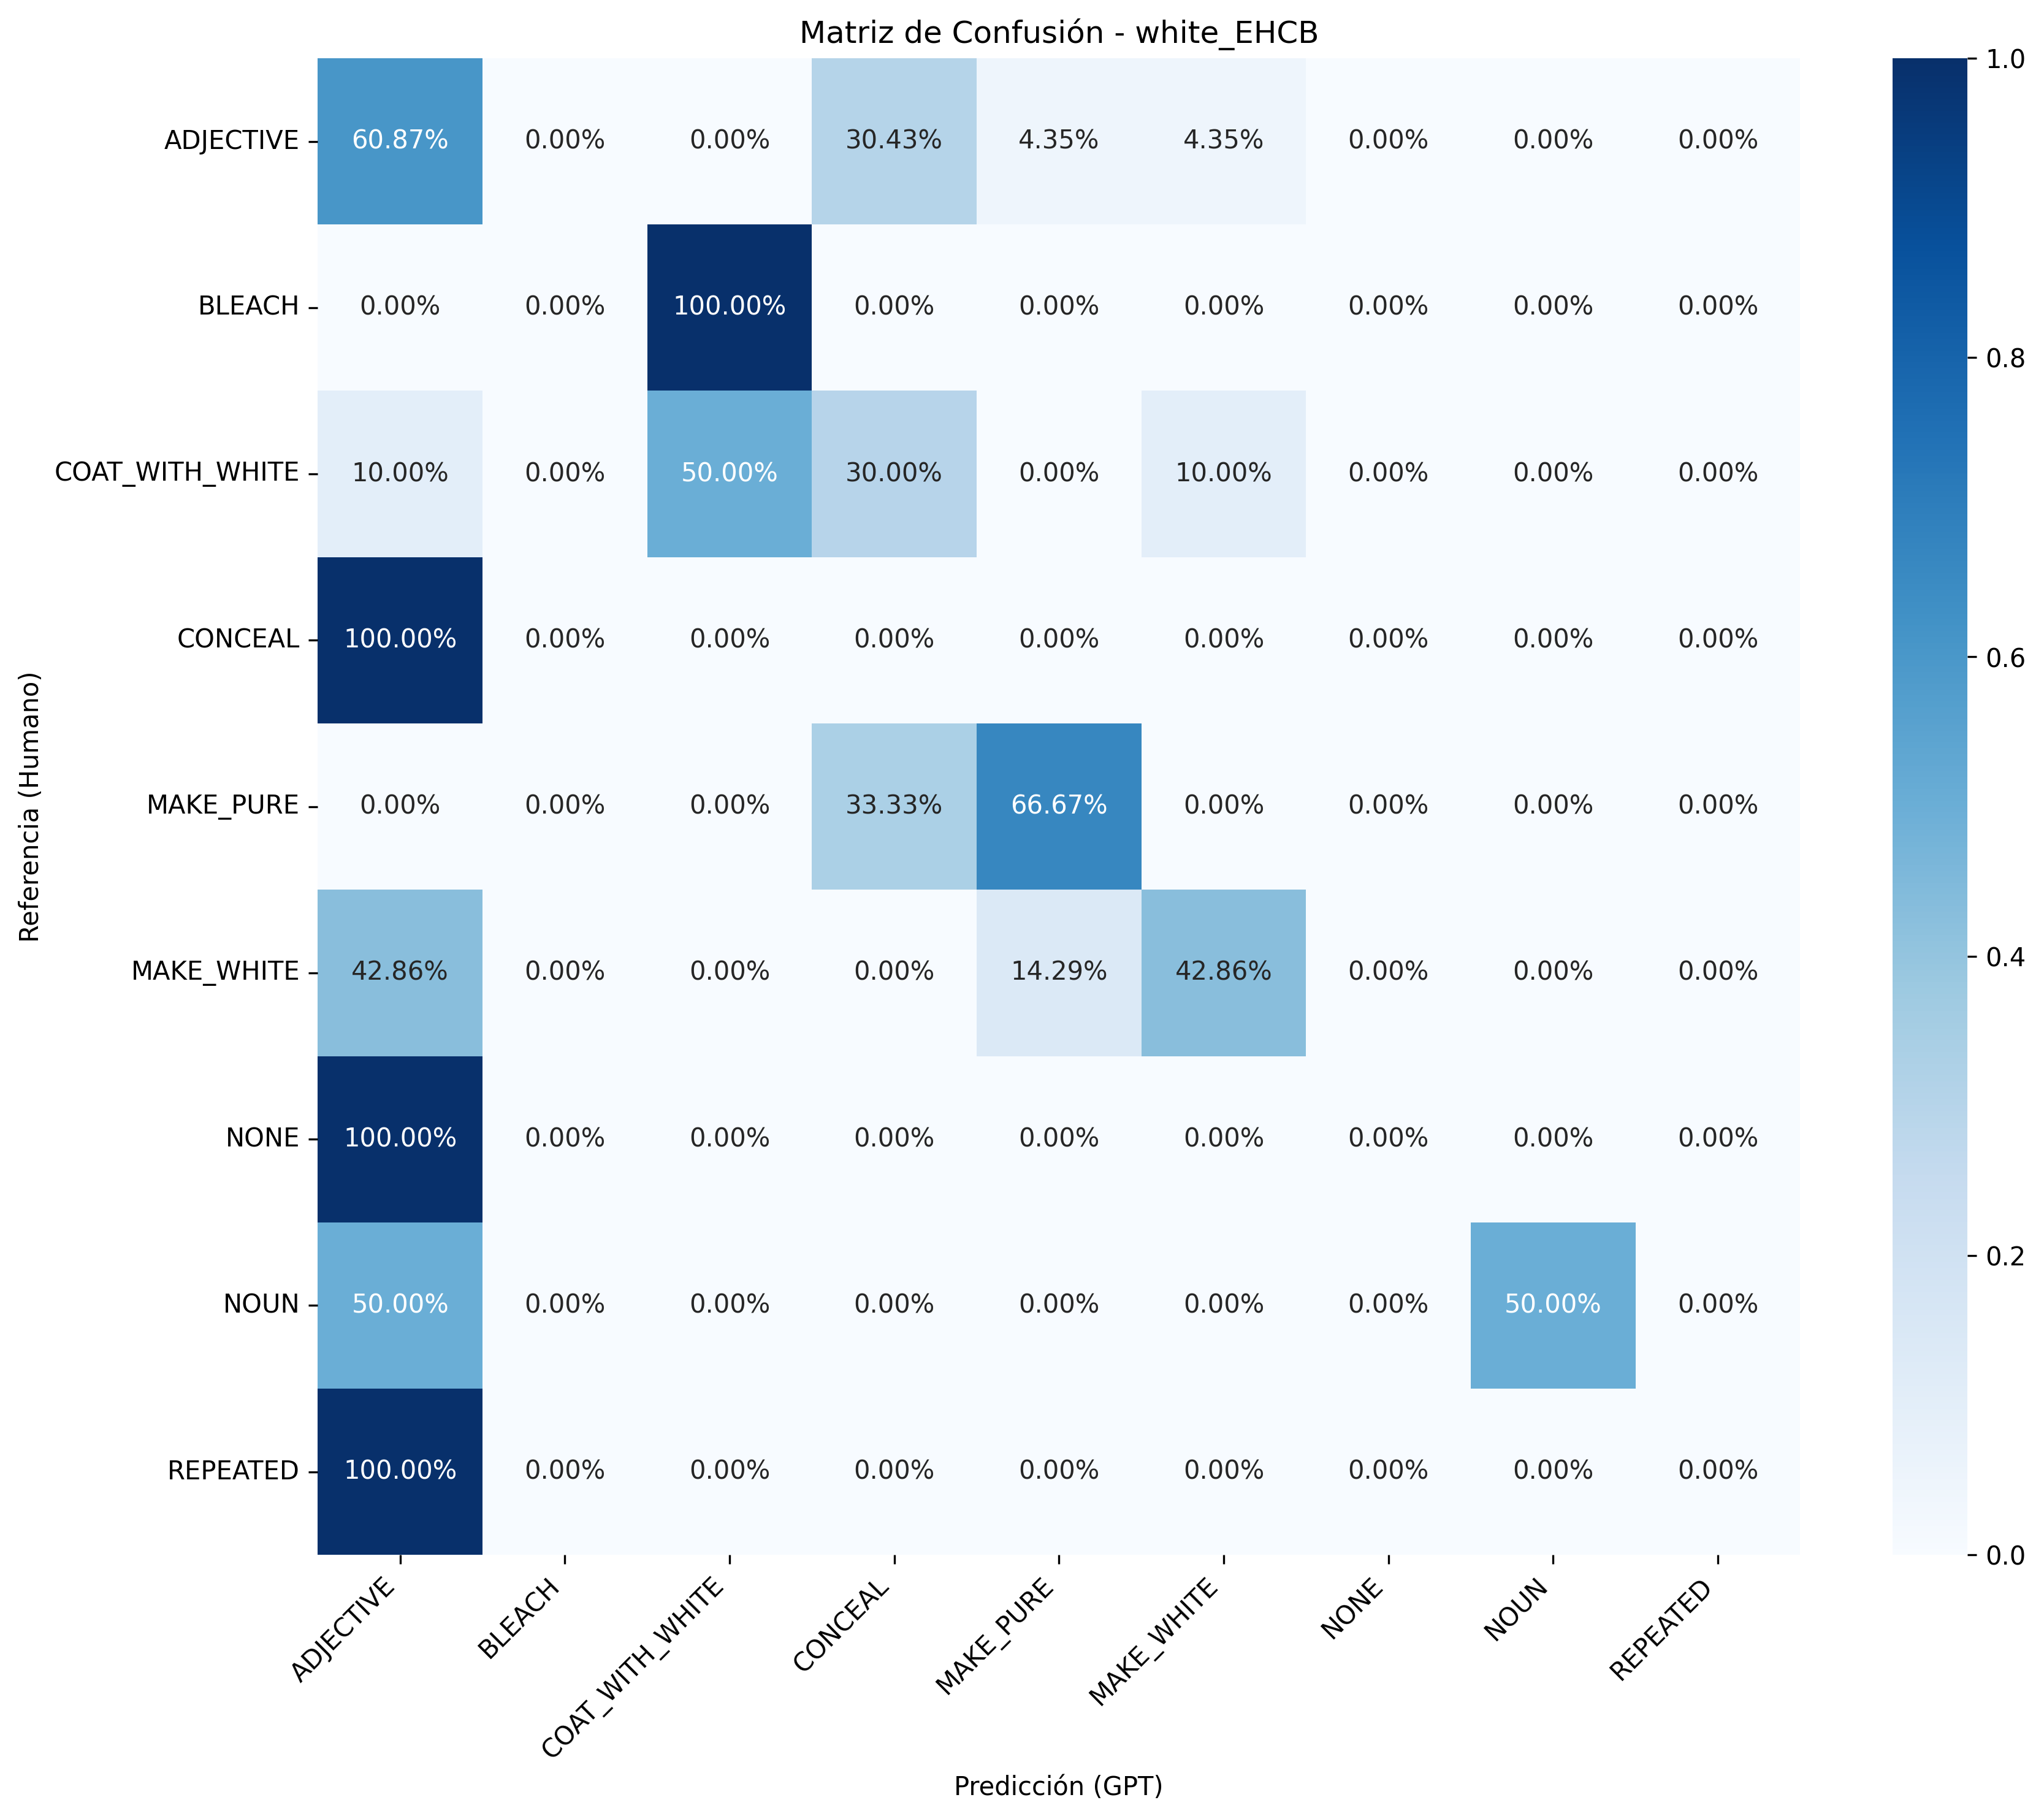 Matriz de Confusión - white_EHCB
ADJECTIVE 60.87% 0.00% 0.00% 30.43% 4.35% 4.35% 0.00% 0.00% 0.00%
BLEACH 0.00% 0.00% 100.00% 0.00% 0.00% 0.00% 0.00% 0.00% 0.00%
COAT_WITH_WHITE 10.00% 0.00% 50.00% 30.00% 0.00% 10.00% 0.00% 0.00% 0.00%
CONCEAL 100.00% 0.00% 0.00% 0.00% 0.00% 0.00% 0.00% 0.00% 0.00%
MAKE_PURE 0.00% 0.00% 0.00% 33.33% 66.67% 0.00% 0.00% 0.00% 0.00%
MAKE_WHITE 42.86% 0.00% 0.00% 0.00% 14.29% 42.86% 0.00% 0.00% 0.00%
NONE 100.00% 0.00% 0.00% 0.00% 0.00% 0.00% 0.00% 0.00% 0.00%
NOUN 50.00% 0.00% 0.00% 0.00% 0.00% 0.00% 0.00% 50.00% 0.00%
REPEATED 100.00% 0.00% 0.00% 0.00% 0.00% 0.00% 0.00% 0.00% 0.00%
ADJECTIVE BLEACH COAT_WITH_WHITE CONCEAL MAKE_PURE MAKE_WHITE NONE NOUN REPEATED
Predicción (GPT)
Referencia (Humano)
1.0
0.8
0.6
0.4
0.2
0.0